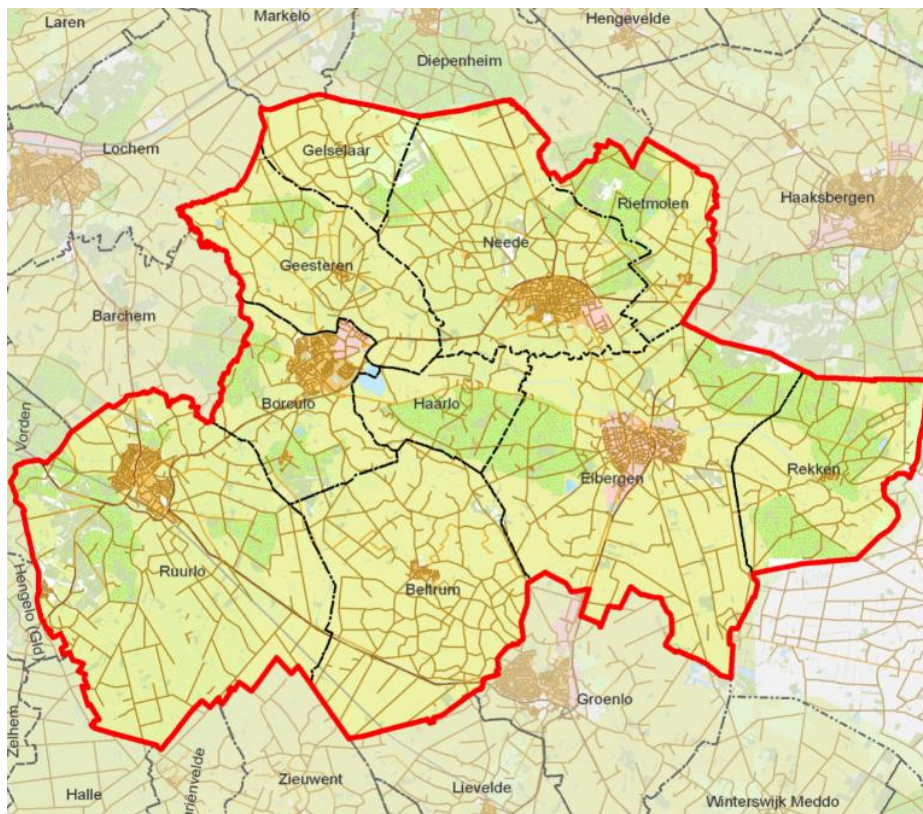 Laren
Markelo
Hengevelde
Diepenheim
Lochem
Gelselaar
Haaksbergen
Rietmolen
Neede
Geesteren
Barchem
Borculo
Haarlo
Vorden
Eibergen
Rekken
Ruurlo
Beltrum
Hengelo (Gld)
Groenlo
Zelhem
Zieuwent
Lievelde
Halle
riënvelde
Winterswijk Meddo